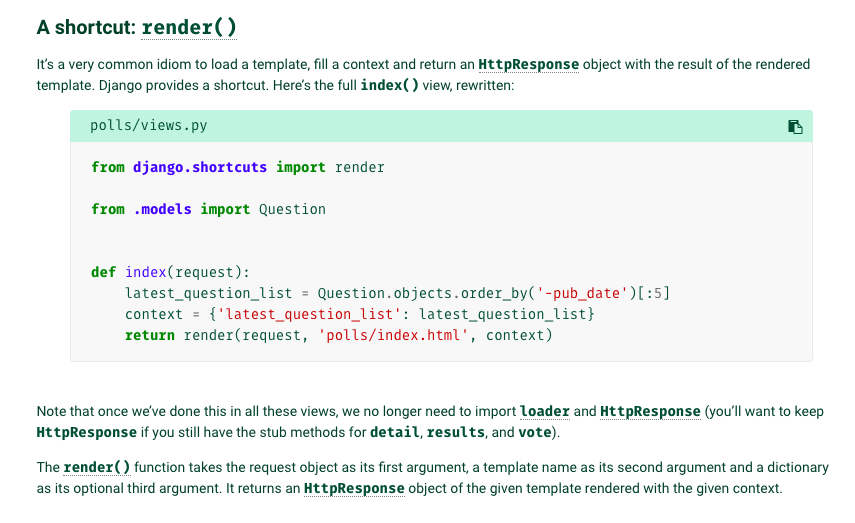 A shortcut: render()
It’s a very common idiom to load a template, fill a context and return an HttpResponse object with the result of the rendered
template. Django provides a shortcut. Here’s the full index() view, rewritten:
polls/views.py
from django.shortcuts import render
from .models import Question
def index(request):
    latest_question_list = Question.objects.order_by('-pub_date')[:5]
    context = {'latest_question_list': latest_question_list}
    return render(request, 'polls/index.html', context)
Note that once we’ve done this in all these views, we no longer need to import loader and HttpResponse (you’ll want to keep
HttpResponse if you still have the stub methods for detail, results, and vote).
The render() function takes the request object as its first argument, a template name as its second argument and a dictionary
as its optional third argument. It returns an HttpResponse object of the given template rendered with the given context.